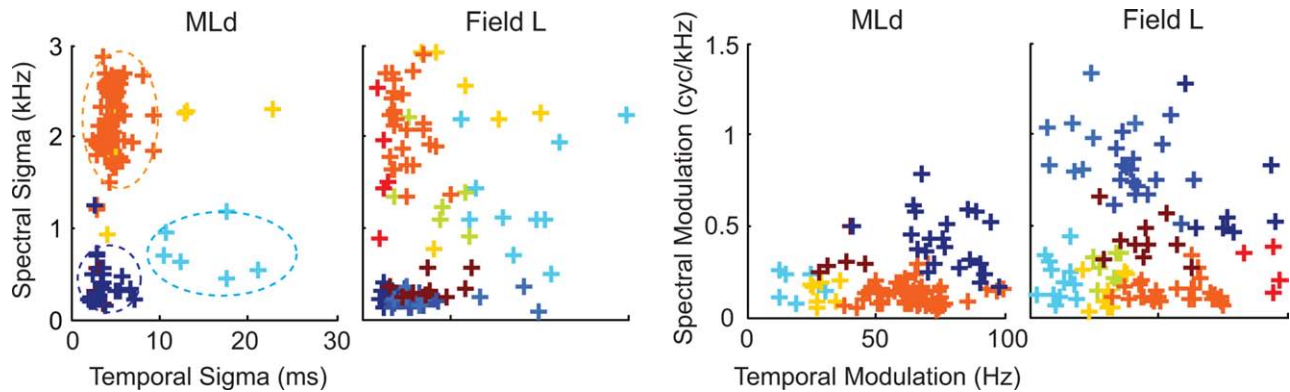 MLd
Field L
Spectral Sigma (kHz)
3
2
1
0
0
10
20
30
Temporal Sigma (ms)
MLd
Field L
Spectral Modulation (cyc/kHz)
1.5
1
0.5
0
0
50
100
Temporal Modulation (Hz)